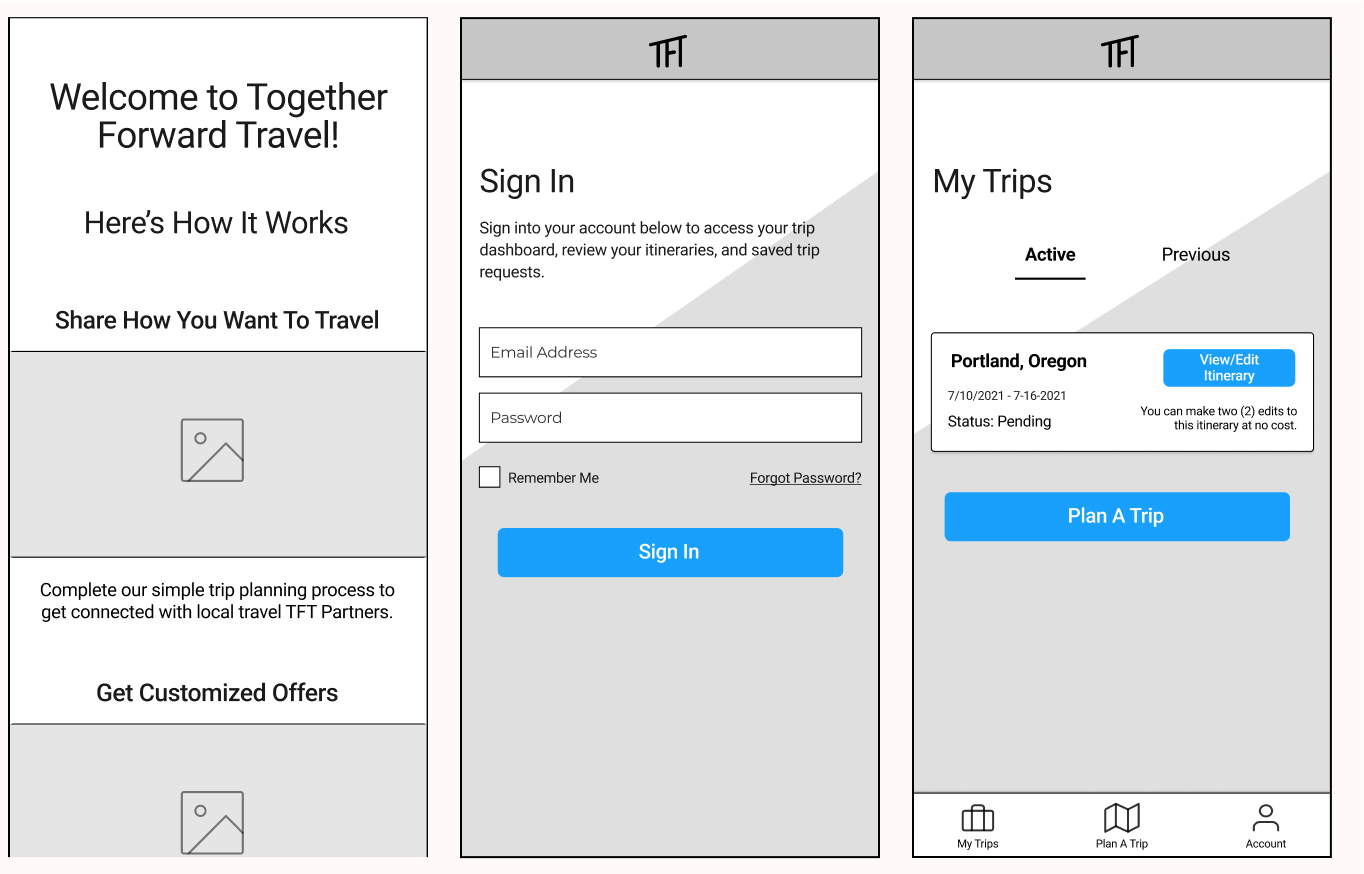 Welcome to Together
Forward Travel!
Here's How It Works
Share How You Want To Travel
Complete our simple trip planning process to
get connected with local travel TFT Partners.
Get Customized Offers
TFT
Sign In
Sign into your account below to access your trip
dashboard, review your itineraries, and saved trip
requests.
Email Address
Password
Remember Me
Forgot Password?
Sign In
TFT
My Trips
Active
Previous
Portland, Oregon
View/Edit
Itinerary
7/10/2021 - 7-16-2021
Status: Pending
You can make two (2) edits to
this itinerary at no cost.
Plan A Trip
My Trips
Plan A Trip
Account